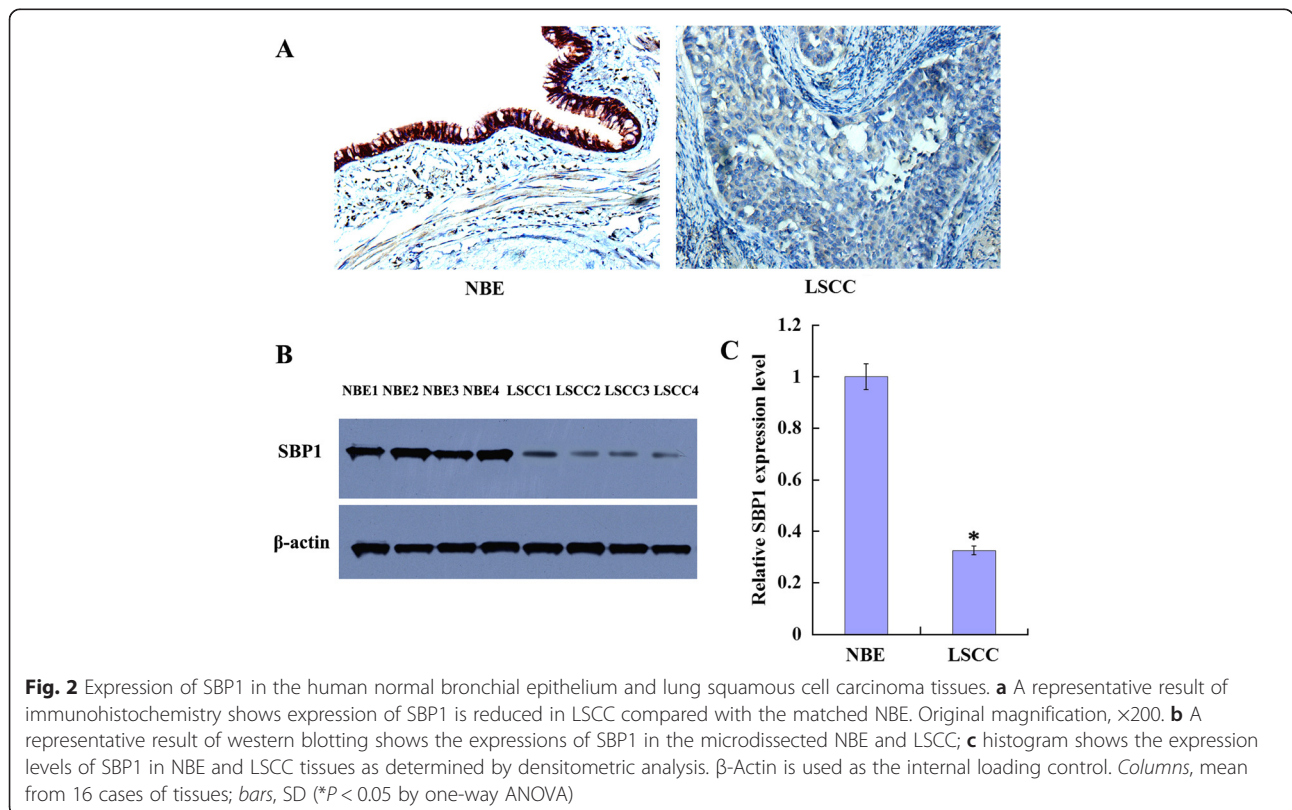 A
NBE
LSCC
B
NBE1 NBE2 NBE3 NBE4 LSCC1 LSCC2 LSCC3 LSCC4
SBP1
β-actin
C
Relative SBP1 expression level
1.2
1
0.8
0.6
0.4
0.2
0
*
NBE
LSCC
Fig. 2 Expression of SBP1 in the human normal bronchial epithelium and lung squamous cell carcinoma tissues. a A representative result of
immunohistochemistry shows expression of SBP1 is reduced in LSCC compared with the matched NBE. Original magnification, ×200. b A
representative result of western blotting shows the expressions of SBP1 in the microdissected NBE and LSCC; c histogram shows the expression
levels of SBP1 in NBE and LSCC tissues as determined by densitometric analysis. β-Actin is used as the internal loading control. Columns, mean
from 16 cases of tissues; bars, SD (*P < 0.05 by one-way ANOVA)